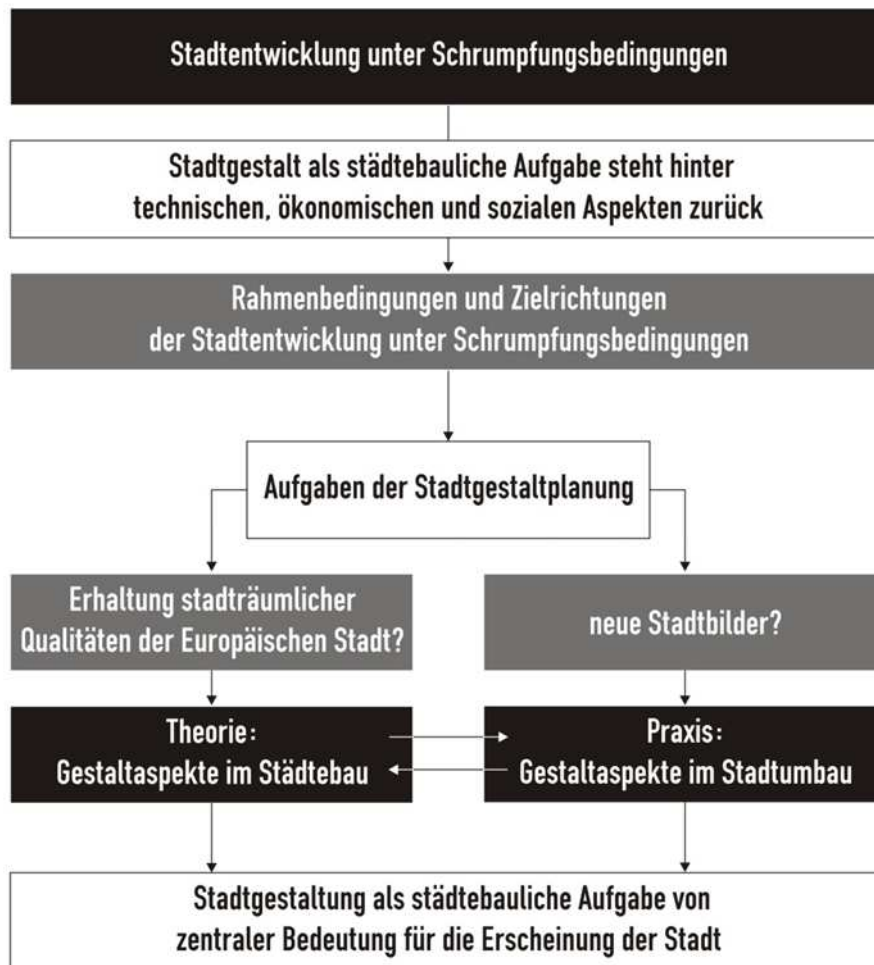 Stadtentwicklung unter Schrumpfungsbedingungen
Stadtgestalt als städtebauliche Aufgabe steht hinter
technischen, ökonomischen und sozialen Aspekten zurück
Rahmenbedingungen und Zielrichtungen
der Stadtentwicklung unter Schrumpfungsbedingungen
Aufgaben der Stadtgestaltplanung
Erhaltung stadträumlicher
Qualitäten der Europäischen Stadt?
neue Stadtbilder?
Theorie:
Gestaltaspekte im Städtebau
Praxis:
Gestaltaspekte im Stadtumbau
Stadtgestaltung als städtebauliche Aufgabe von
zentraler Bedeutung für die Erscheinung der Stadt